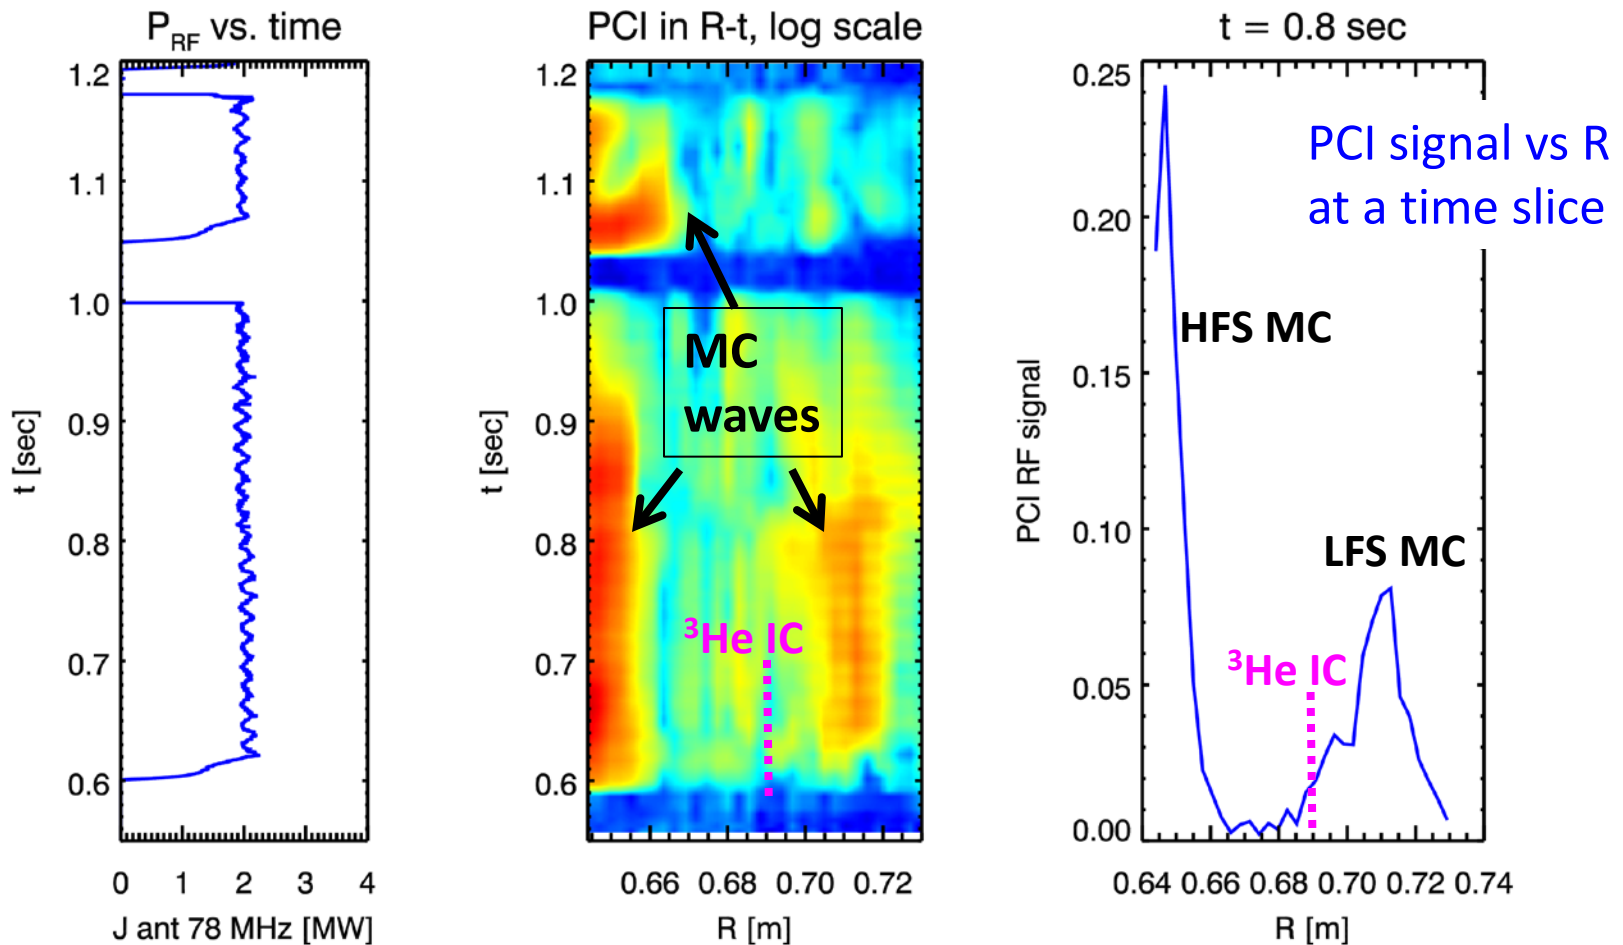 P_RF vs. time
1.2
1.1
1.0
0.9
0.8
0.7
0.6
t [sec]
0 1 2 3 4
J ant 78 MHz [MW]
PCI in R-t, log scale
1.2
1.1
1.0
0.9
0.8
0.7
0.6
t [sec]
MC
waves
³He IC
0.66 0.68 0.70 0.72
R [m]
t = 0.8 sec
0.25
0.20
0.15
0.10
0.05
0.00
PCI RF signal
PCI signal vs R
at a time slice
HFS MC
LFS MC
³He IC
0.64 0.66 0.68 0.70 0.72 0.74
R [m]